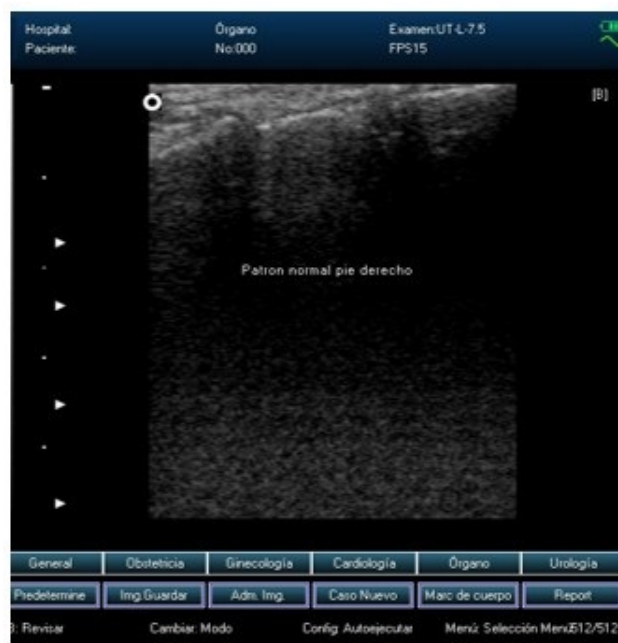 Hospital: Órgano Examen:UT-L-7.5
Paciente: No:000 FPS15
[B]
Patron normal pie derecho
General Obstetricia Ginecología Cardiología Órgano Urología
Predetermine Img.Guardar Adm. Img. Caso Nuevo Marc de cuerpo Report
: Revisar Cambiar: Modo Config: Autoejecutar Menú: Selección Menú 512/512